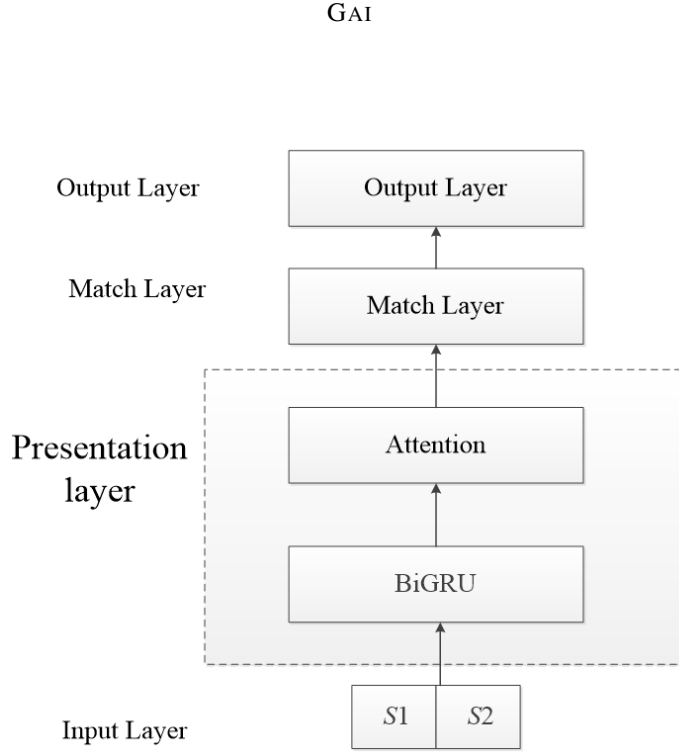 GAI
Output Layer
Output Layer
Match Layer
Match Layer
Attention
Presentation
layer
BiGRU
S1 S2
Input Layer